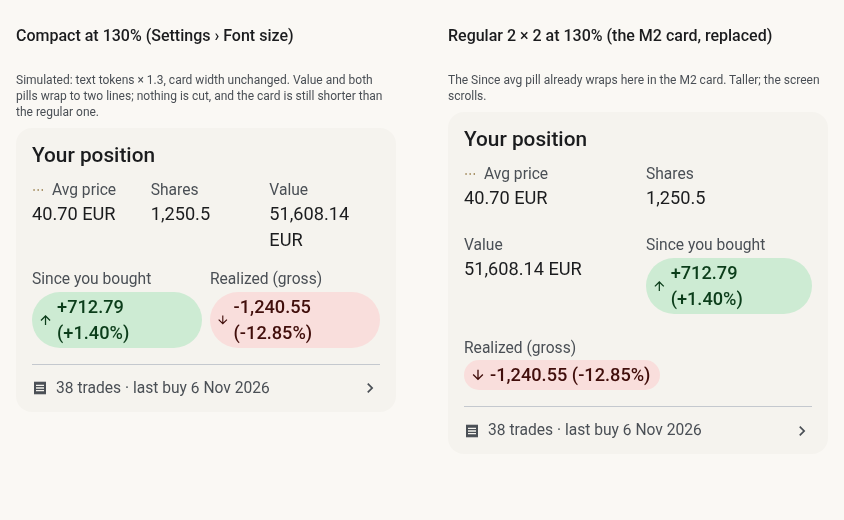 Compact at 130% (Settings › Font size)
Simulated: text tokens × 1.3, card width unchanged. Value and both
pills wrap to two lines; nothing is cut, and the card is still shorter than
the regular one.
Your position
··· Avg price Shares Value
40.70 EUR 1,250.5 51,608.14
EUR
Since you bought Realized (gross)
↑ +712.79 ↓ -1,240.55
(+1.40%) (-12.85%)
38 trades · last buy 6 Nov 2026
Regular 2 × 2 at 130% (the M2 card, replaced)
The Since avg pill already wraps here in the M2 card. Taller; the screen
scrolls.
Your position
··· Avg price Shares
40.70 EUR 1,250.5
Value Since you bought
51,608.14 EUR ↑ +712.79
(+1.40%)
Realized (gross)
↓ -1,240.55 (-12.85%)
38 trades · last buy 6 Nov 2026